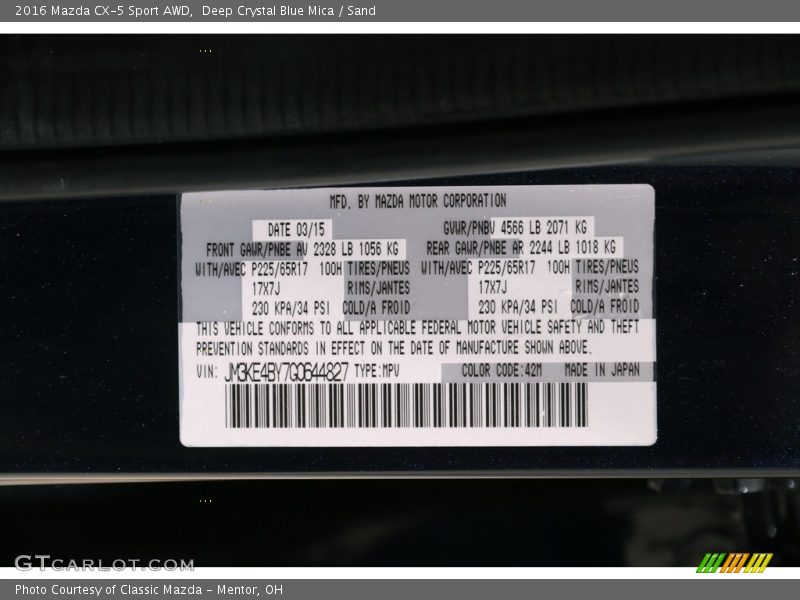 2016 Mazda CX-5 Sport AWD, Deep Crystal Blue Mica / Sand
MFD. BY MAZDA MOTOR CORPORATION
DATE 03/15 GVWR/PNBV 4566 LB 2071 KG
FRONT GAWR/PNBE AV 2328 LB 1056 KG REAR GAWR/PNBE AR 2244 LB 1018 KG
WITH/AVEC P225/65R17 100H TIRES/PNEUS WITH/AVEC P225/65R17 100H TIRES/PNEUS
17X7J RIMS/JANTES 17X7J RIMS/JANTES
230 KPA/34 PSI COLD/A FROID 230 KPA/34 PSI COLD/A FROID
THIS VEHICLE CONFORMS TO ALL APPLICABLE FEDERAL MOTOR VEHICLE SAFETY AND THEFT
PREVENTION STANDARDS IN EFFECT ON THE DATE OF MANUFACTURE SHOWN ABOVE.
VIN: JM3KE4BY7G0644827 TYPE:MPV COLOR CODE:42M MADE IN JAPAN
GTCARLOT.COM
Photo Courtesy of Classic Mazda - Mentor, OH